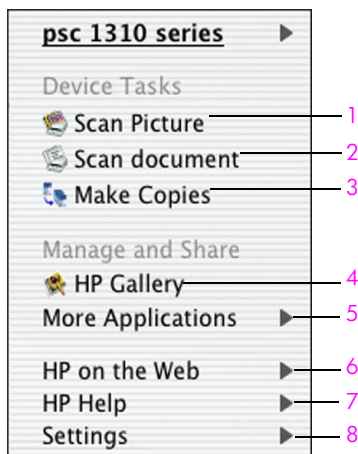 psc 1310 series
Device Tasks
Scan Picture 1
Scan document 2
Make Copies 3
Manage and Share
HP Gallery 4
More Applications 5
HP on the Web 6
HP Help 7
Settings 8